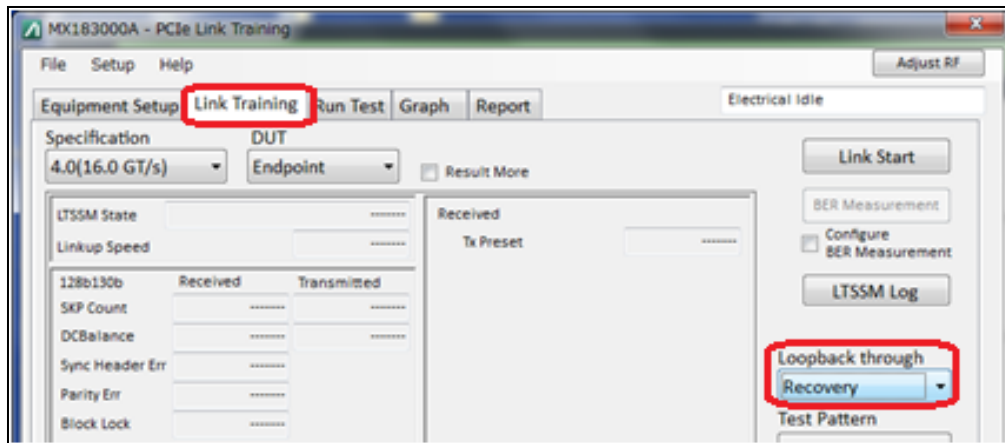 MX183000A - PCIe Link Training
File Setup Help
Adjust RF
Equipment Setup Link Training Run Test Graph Report
Electrical Idle
Specification DUT
4.0(16.0 GT/s) Endpoint
Result More
Link Start
LTSSM State -------
Received
BER Measurement
Linkup Speed -------
Tx Preset -------
Configure
BER Measurement
128b130b Received Transmitted
LTSSM Log
SKP Count ------- -------
DCBalance ------- -------
Sync Header Err -------
Loopback through
Parity Err -------
Recovery
Block Lock -------
Test Pattern